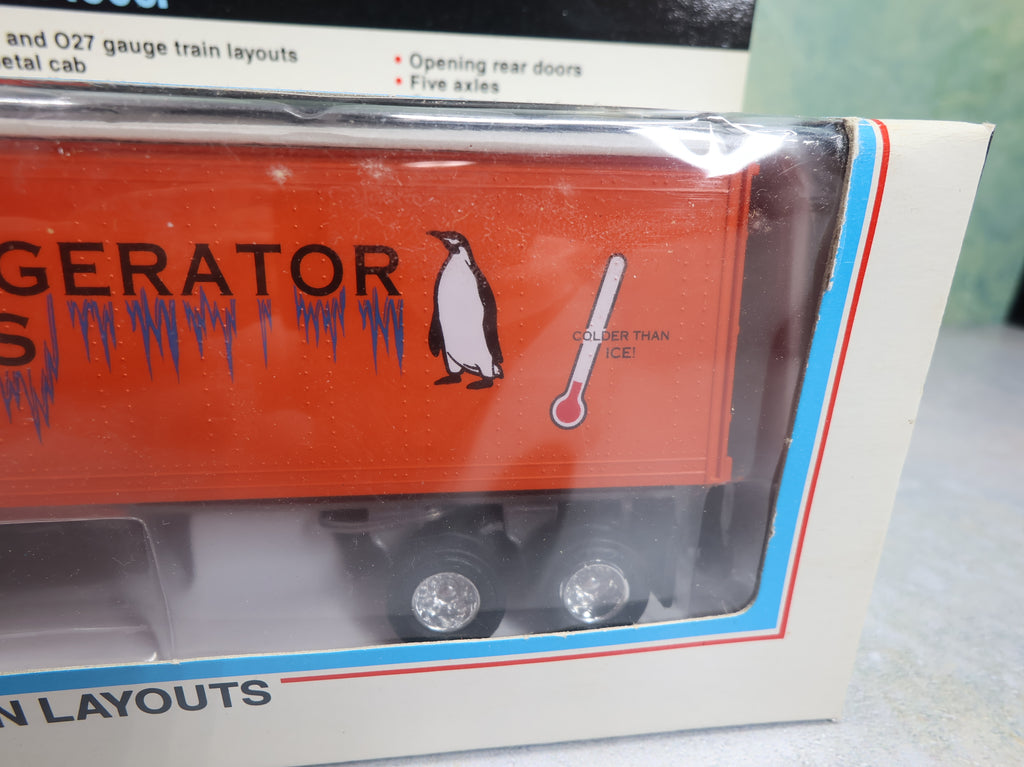 and O27 gauge train layouts
etal cab
• Opening rear doors
• Five axles
GERATOR
S
COLDER THAN
ICE!
N LAYOUTS